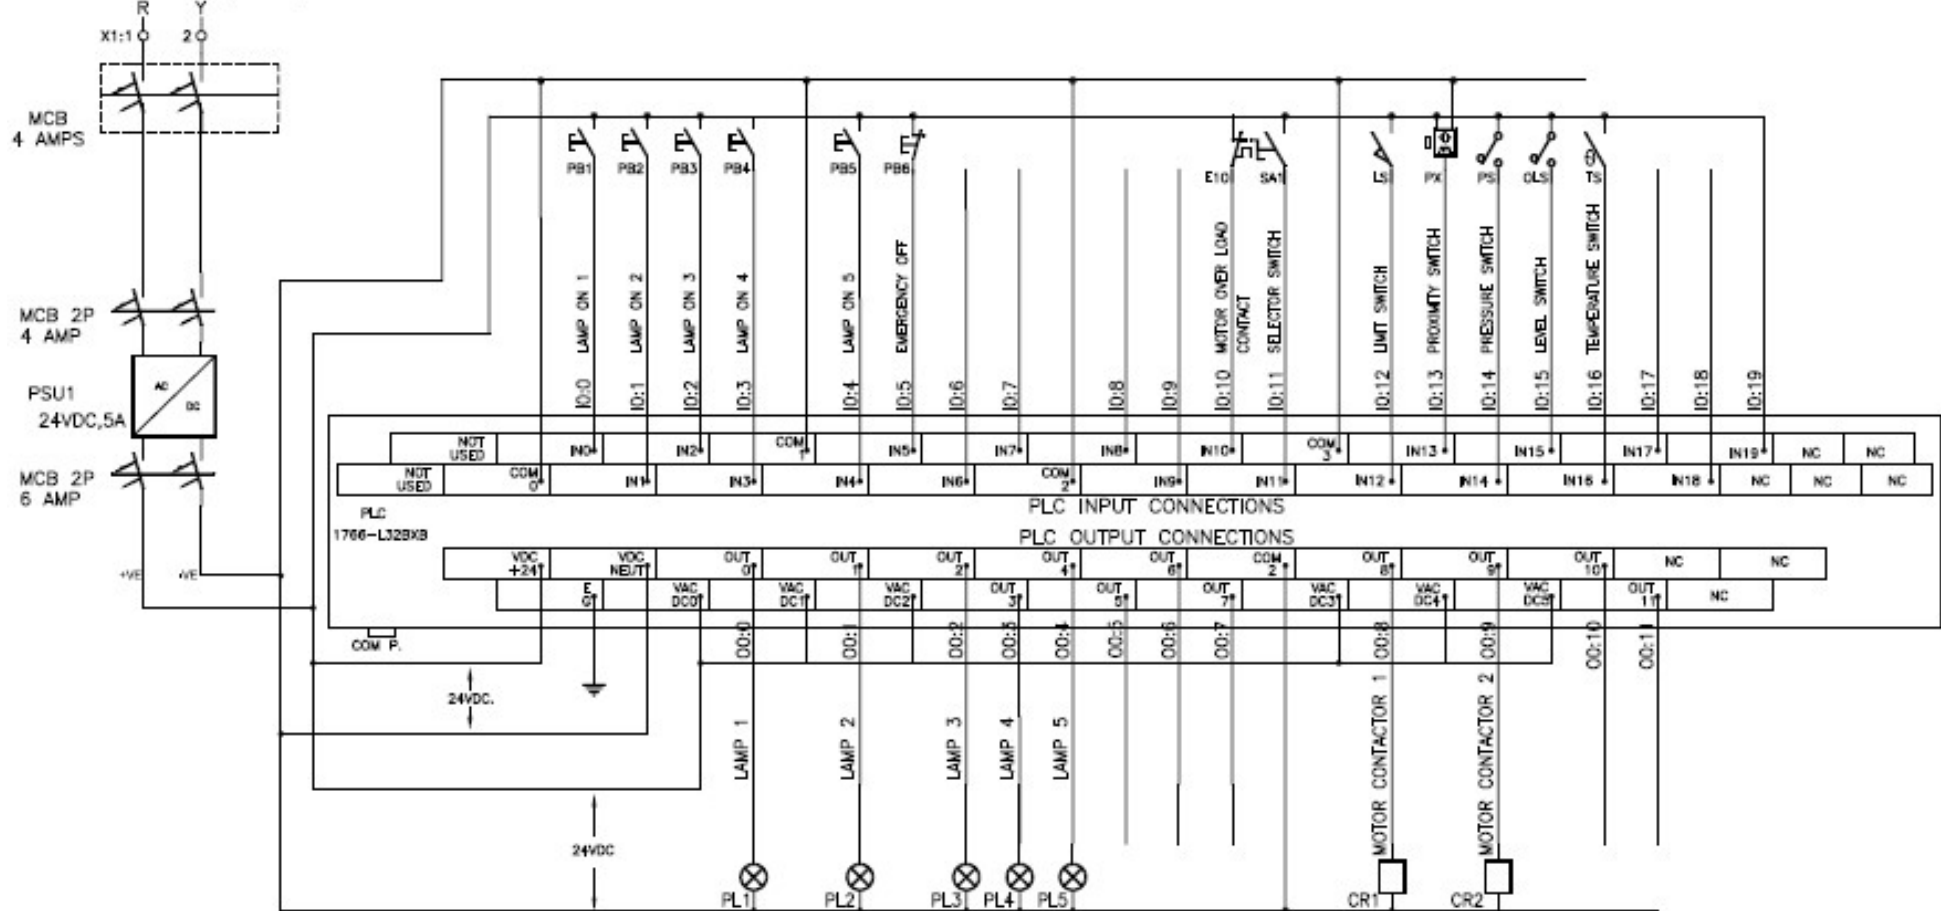 R Y
X1:1 2
MCB
4 AMPS
MCB 2P
4 AMP
PSU1
24VDC,5A
AC
DC
MCB 2P
6 AMP
+VE -VE
PB1 PB2 PB3 PB4 PB5 PB6 E10 SA1 LS PX PS OLS TS
LAMP ON 1
LAMP ON 2
LAMP ON 3
LAMP ON 4
LAMP ON 5
EMERGENCY OFF
MOTOR OVER LOAD
CONTACT
SELECTOR SWITCH
LIMIT SWITCH
PROXIMITY SWITCH
PRESSURE SWITCH
LEVEL SWITCH
TEMPERATURE SWITCH
I0:0 I0:1 I0:2 I0:3 I0:4 I0:5 I0:6 I0:7 I0:8 I0:9 I0:10 I0:11 I0:12 I0:13 I0:14 I0:15 I0:16 I0:17 I0:18 I0:19
NOT USED IN0 IN2 COM 1 IN5 IN7 IN8 IN10 COM 3 IN13 IN15 IN17 IN19 NC NC
NOT USED COM 0 IN1 IN3 IN4 IN6 COM 2 IN9 IN11 IN12 IN14 IN16 IN18 NC NC NC
PLC INPUT CONNECTIONS
PLC
1766-L32BXB
PLC OUTPUT CONNECTIONS
VDC +24 VDC NEUT OUT 0 OUT 1 OUT 2 OUT 4 OUT 6 COM 2 OUT 8 OUT 9 OUT 10 NC NC
E G VAC DC0 VAC DC1 VAC DC2 OUT 3 OUT 5 OUT 7 VAC DC3 VAC DC4 VAC DC5 OUT 11 NC
COM P.
O0:0 O0:1 O0:2 O0:3 O0:4 O0:5 O0:6 O0:7 O0:8 O0:9 O0:10 O0:11
24VDC.
LAMP 1
LAMP 2
LAMP 3
LAMP 4
LAMP 5
MOTOR CONTACTOR 1
MOTOR CONTACTOR 2
24VDC
PL1 PL2 PL3 PL4 PL5 CR1 CR2